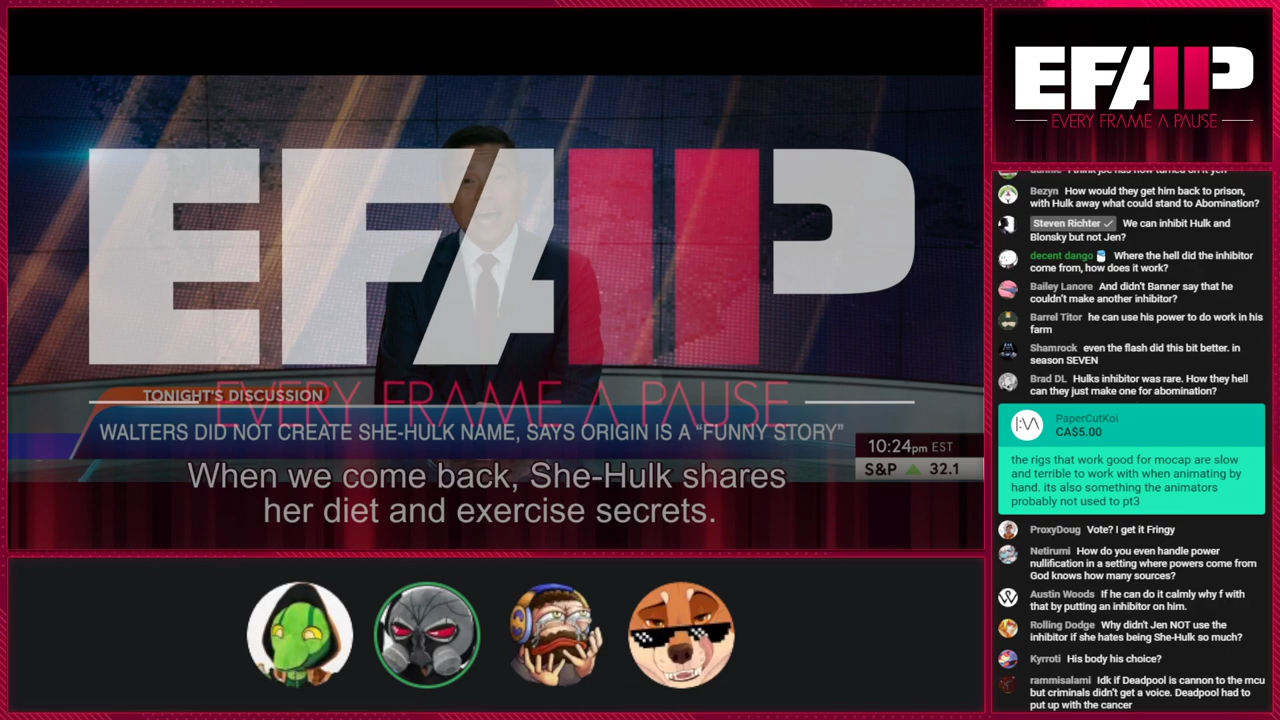 EFAP
EVERY FRAME A PAUSE
TONIGHT'S DISCUSSION
WALTERS DID NOT CREATE SHE-HULK NAME, SAYS ORIGIN IS A "FUNNY STORY"
10:24pm EST
S&P 32.1
When we come back, She-Hulk shares
her diet and exercise secrets.
EFAP
EVERY FRAME A PAUSE
Bezyn How would they get him back to prison,
with Hulk away what could stand to Abomination?
Steven Richter ✓ We can inhibit Hulk and
Blonsky but not Jen?
decent dango Where the hell did the inhibitor
come from, how does it work?
Bailey Lanore And didn't Banner say that he
couldn't make another inhibitor?
Barrel Titor he can use his power to do work in his
farm
Shamrock even the flash did this bit better. in
season SEVEN
Brad DL Hulks inhibitor was rare. How they hell
can they just make one for abomination?
PaperCutKoi
CA$5.00
the rigs that work good for mocap are slow
and terrible to work with when animating by
hand. its also something the animators
probably not used to pt3
ProxyDoug Vote? I get it Fringy
Netirumi How do you even handle power
nullification in a setting where powers come from
God knows how many sources?
Austin Woods If he can do it calmly why f with
that by putting an inhibitor on him.
Rolling Dodge Why didn't Jen NOT use the
inhibitor if she hates being She-Hulk so much?
Kyrroti His body his choice?
rammisalami Idk if Deadpool is cannon to the mcu
but criminals didn't get a voice. Deadpool had to
put up with the cancer